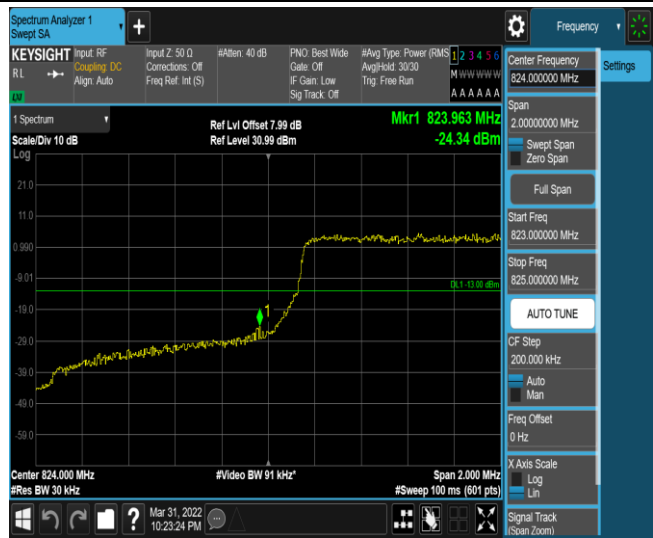 Spectrum Analyzer 1
Swept SA
Frequency
KEYSIGHT
RL
Input: RF
Coupling: DC
Align: Auto
Input Z: 50 Ω
Corrections: Off
Freq Ref: Int (S)
#Atten: 40 dB
PNO: Best Wide
Gate: Off
IF Gain: Low
Sig Track: Off
#Avg Type: Power (RMS
Avg|Hold: 30/30
Trig: Free Run
1 2 3 4 5 6
M WW WW W
A A A A A A
LW
1 Spectrum
Scale/Div 10 dB
Log
Ref Lvl Offset 7.99 dB
Ref Level 30.99 dBm
Mkr1 823.963 MHz
-24.34 dBm
21.0
11.0
0.990
-9.01
-19.0
-29.0
-39.0
-49.0
-59.0
DL1 -13.00 dBm
1
Center 824.000 MHz
#Res BW 30 kHz
#Video BW 91 kHz*
Span 2.000 MHz
#Sweep 100 ms (601 pts)
Mar 31, 2022
10:23:24 PM
Center Frequency
824.000000 MHz
Span
2.00000000 MHz
Swept Span
Zero Span
Full Span
Start Freq
823.000000 MHz
Stop Freq
825.000000 MHz
AUTO TUNE
CF Step
200.000 kHz
Auto
Man
Freq Offset
0 Hz
X Axis Scale
Log
Lin
Signal Track
(Span Zoom)
Settings